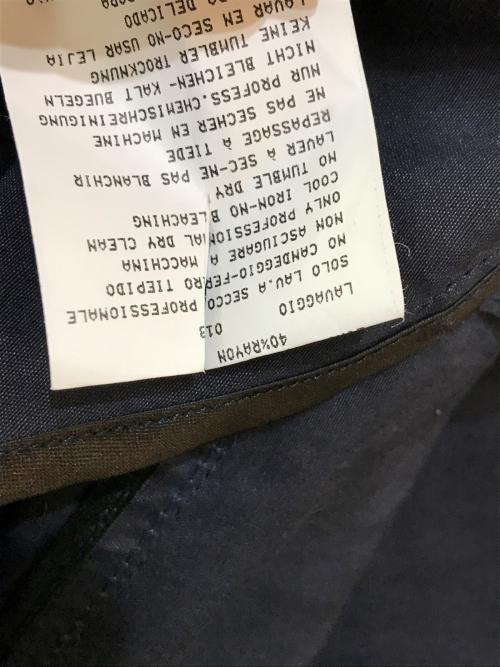 40%RAYON
013
LAVAGGIO
SOLO LAV.A SECCO PROFESSIONALE
NO CANDEGGIO-FERRO TIEPIDO
NON ASCIUGARE A MACCHINA
ONLY PROFESSIONAL DRY CLEAN
COOL IRON-NO BLEACHING
NO TUMBLE DRY
LAVER À SEC-NE PAS BLANCHIR
REPASSAGE À TIEDE
NE PAS SECHER EN MACHINE
NUR PROFESS.CHEMISCHREINIGUNG
NICHT BLEICHEN- KALT BUEGELN
KEINE TUMBLER TROCKNUNG
LAVAR EN SECO-NO USAR LEJIA
DELICADO